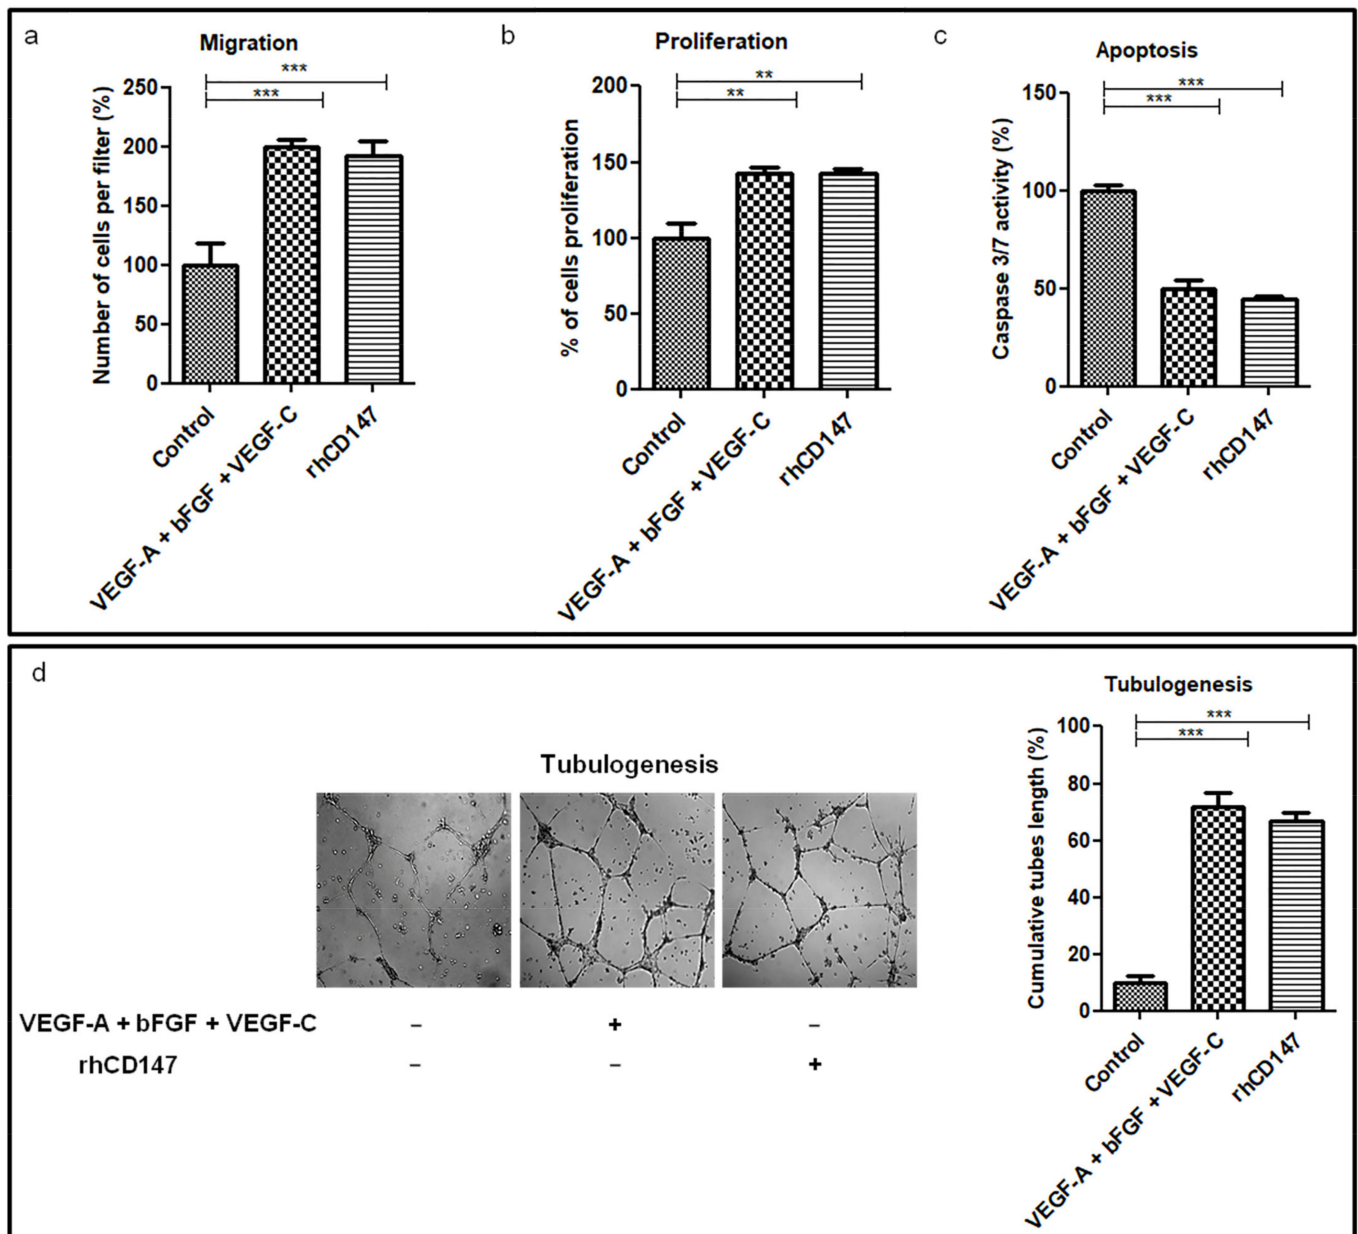 a
Migration
Number of cells per filter (%)
250
200
150
100
50
0
***
***
Control
VEGF-A + bFGF + VEGF-C
rhCD147
b
Proliferation
% of cells proliferation
200
150
100
50
0
**
**
Control
VEGF-A + bFGF + VEGF-C
rhCD147
c
Apoptosis
Caspase 3/7 activity (%)
150
100
50
0
***
***
Control
VEGF-A + bFGF + VEGF-C
rhCD147
d
Tubulogenesis
VEGF-A + bFGF + VEGF-C − + −
rhCD147 − − +
Tubulogenesis
Cumulative tubes length (%)
100
80
60
40
20
0
***
***
Control
VEGF-A + bFGF + VEGF-C
rhCD147